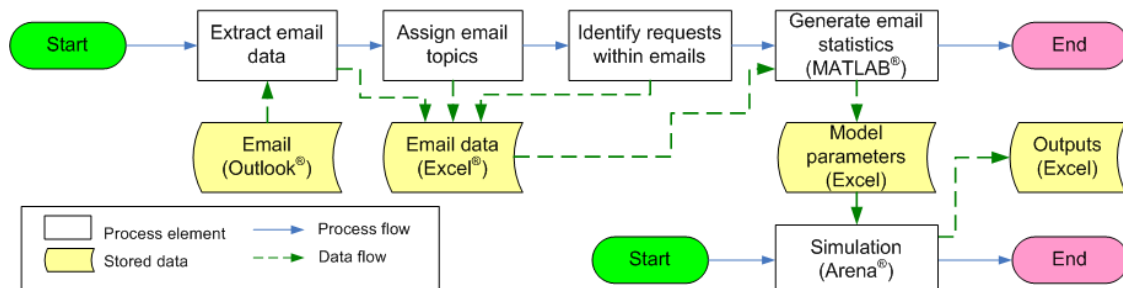 Start
Extract email
data
Assign email
topics
Identify requests
within emails
Generate email
statistics
(MATLAB®)
End
Email
(Outlook®)
Email data
(Excel®)
Model
parameters
(Excel)
Outputs
(Excel)
Process element
Process flow
Stored data
Data flow
Start
Simulation
(Arena®)
End